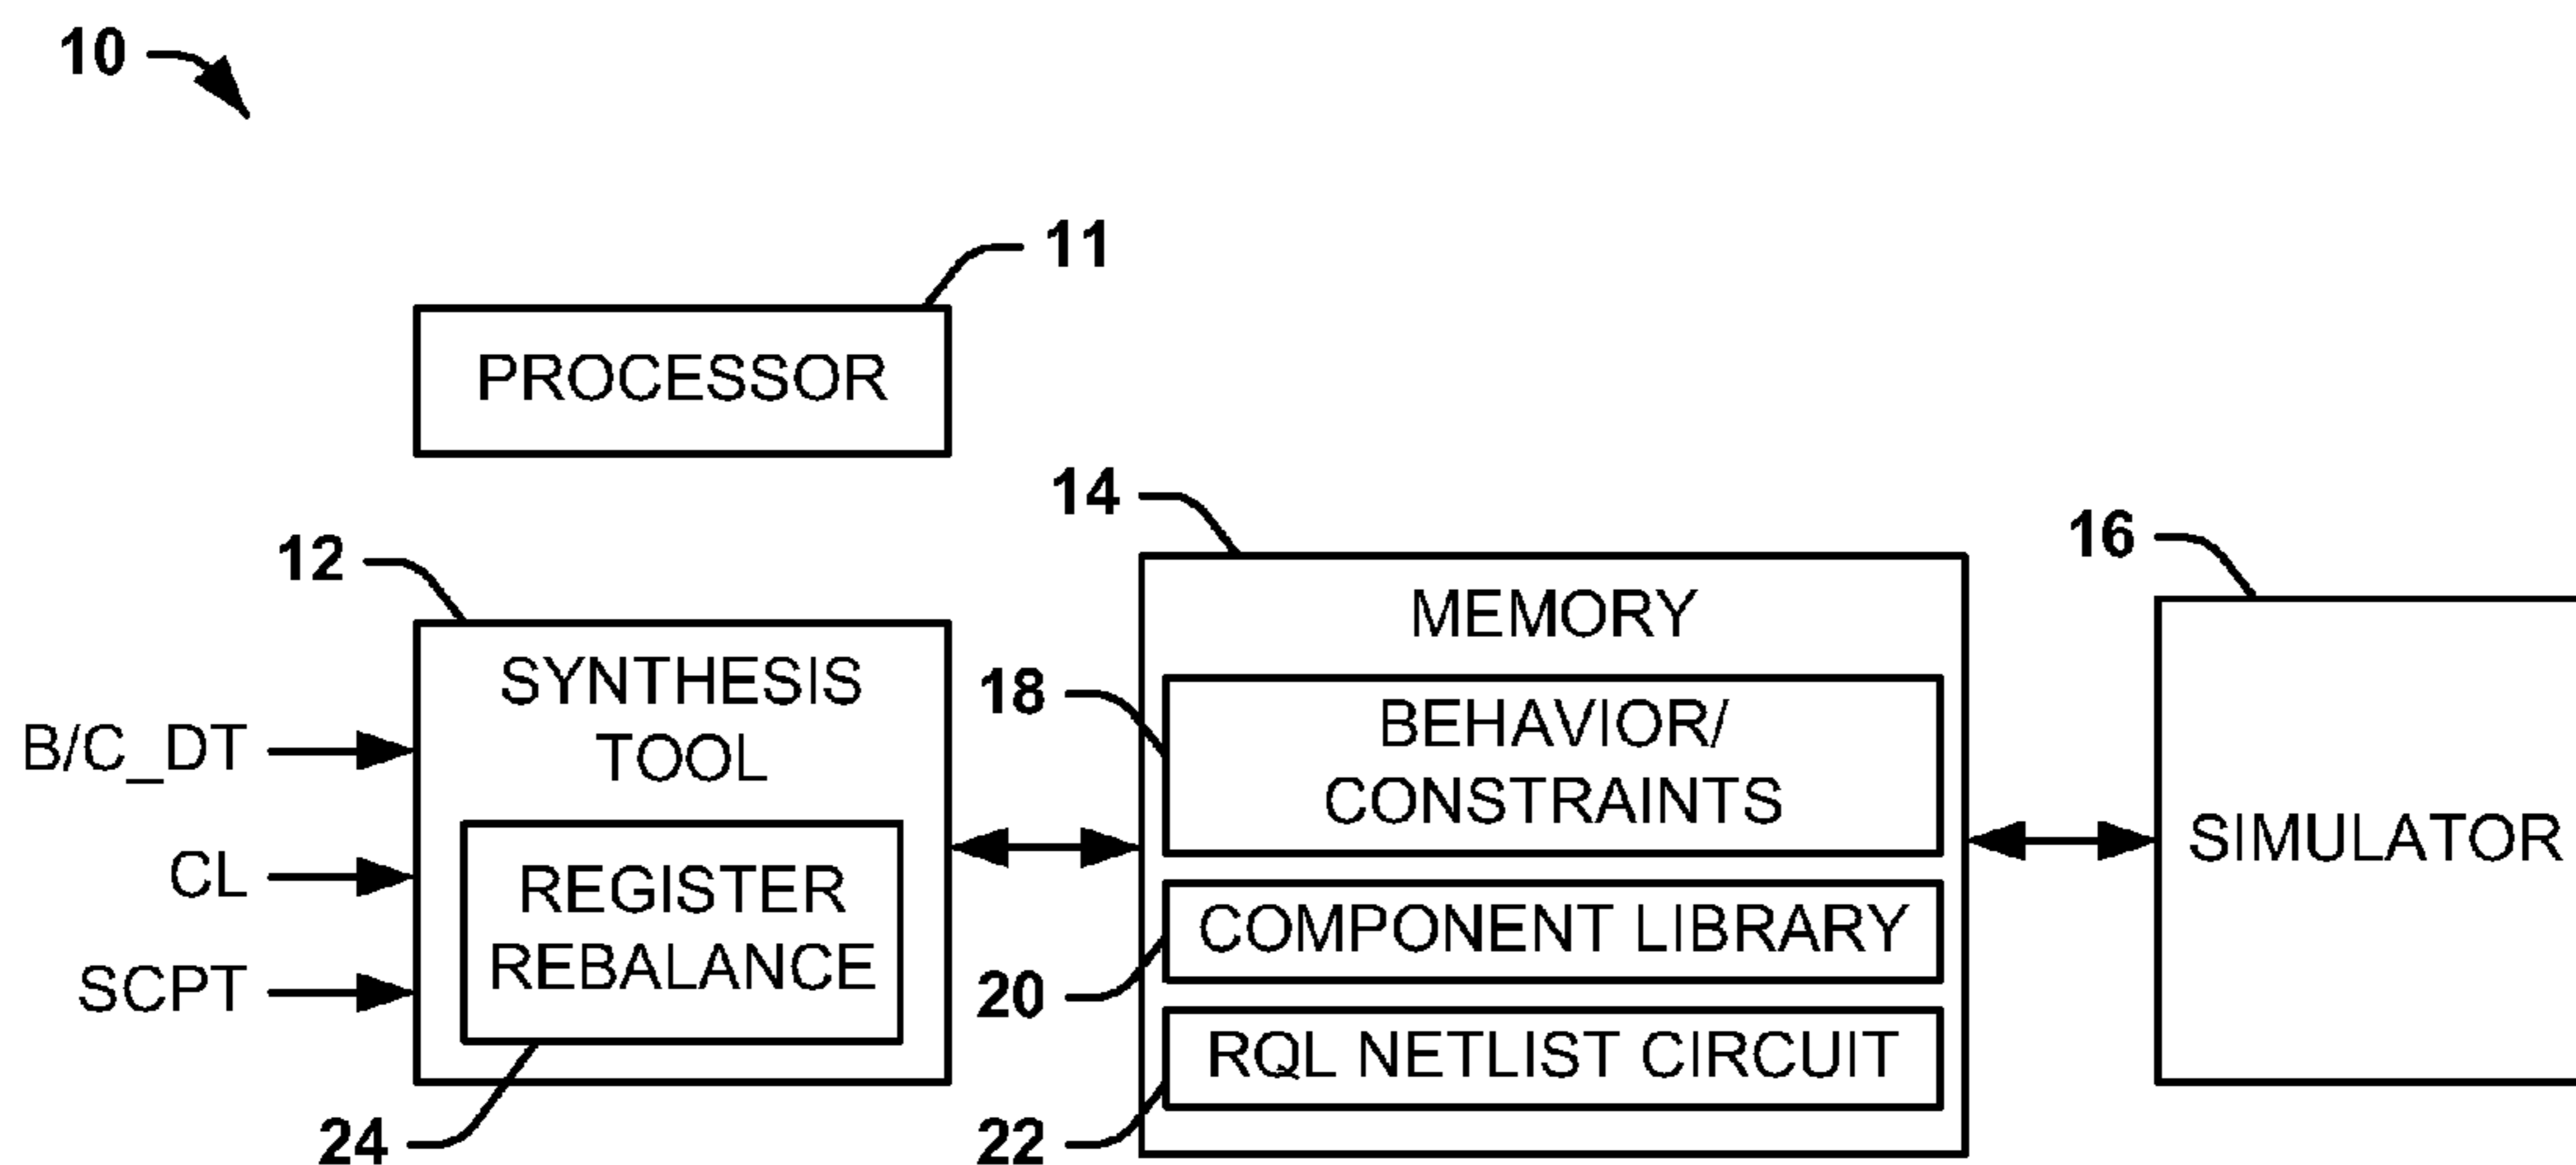 10
11
PROCESSOR
12
14
16
SYNTHESIS
TOOL
MEMORY
18
BEHAVIOR/
CONSTRAINTS
B/C_DT
CL
SCPT
REGISTER
REBALANCE
SIMULATOR
COMPONENT LIBRARY
20
RQL NETLIST CIRCUIT
24
22